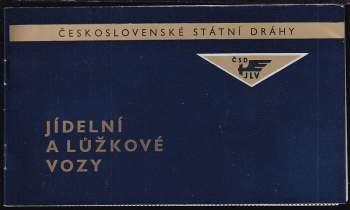 ČESKOSLOVENSKÉ STÁTNÍ DRÁHY
ČSD
JLV
JÍDELNÍ
A LŮŽKOVÉ
VOZY